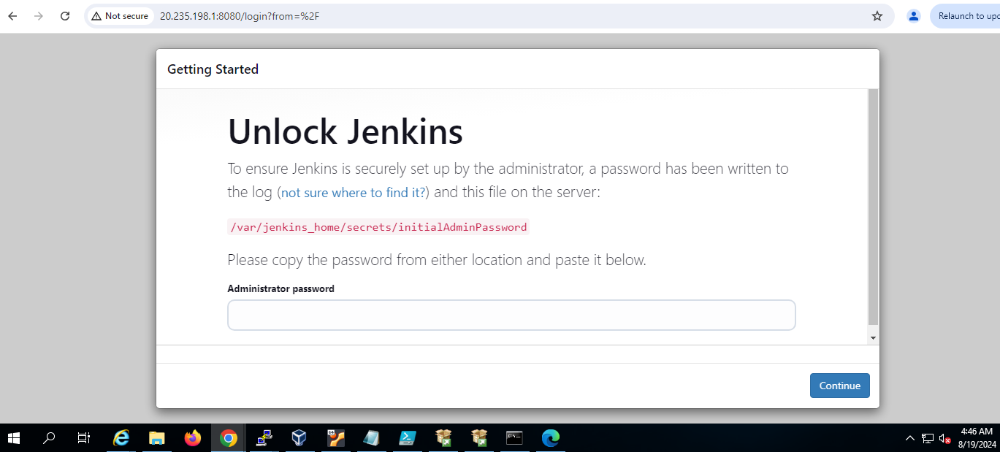 Not secure
20.235.198.1:8080/login?from=%2F
Relaunch to upd
Getting Started
Unlock Jenkins
To ensure Jenkins is securely set up by the administrator, a password has been written to
the log (not sure where to find it?) and this file on the server:
/var/jenkins_home/secrets/initialAdminPassword
Please copy the password from either location and paste it below.
Administrator password
Continue
4:46 AM
8/19/2024